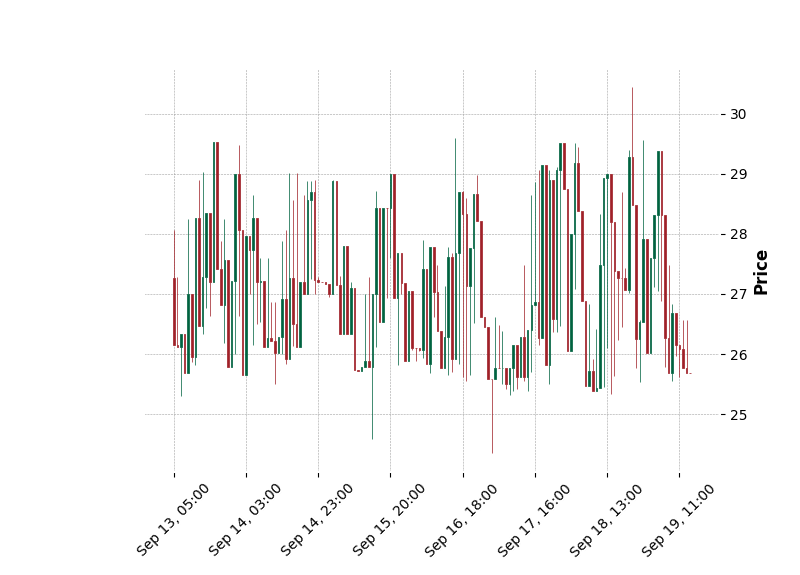 30
29
28
27
26
25
Price
Sep 13, 05:00
Sep 14, 03:00
Sep 14, 23:00
Sep 15, 20:00
Sep 16, 18:00
Sep 17, 16:00
Sep 18, 13:00
Sep 19, 11:00